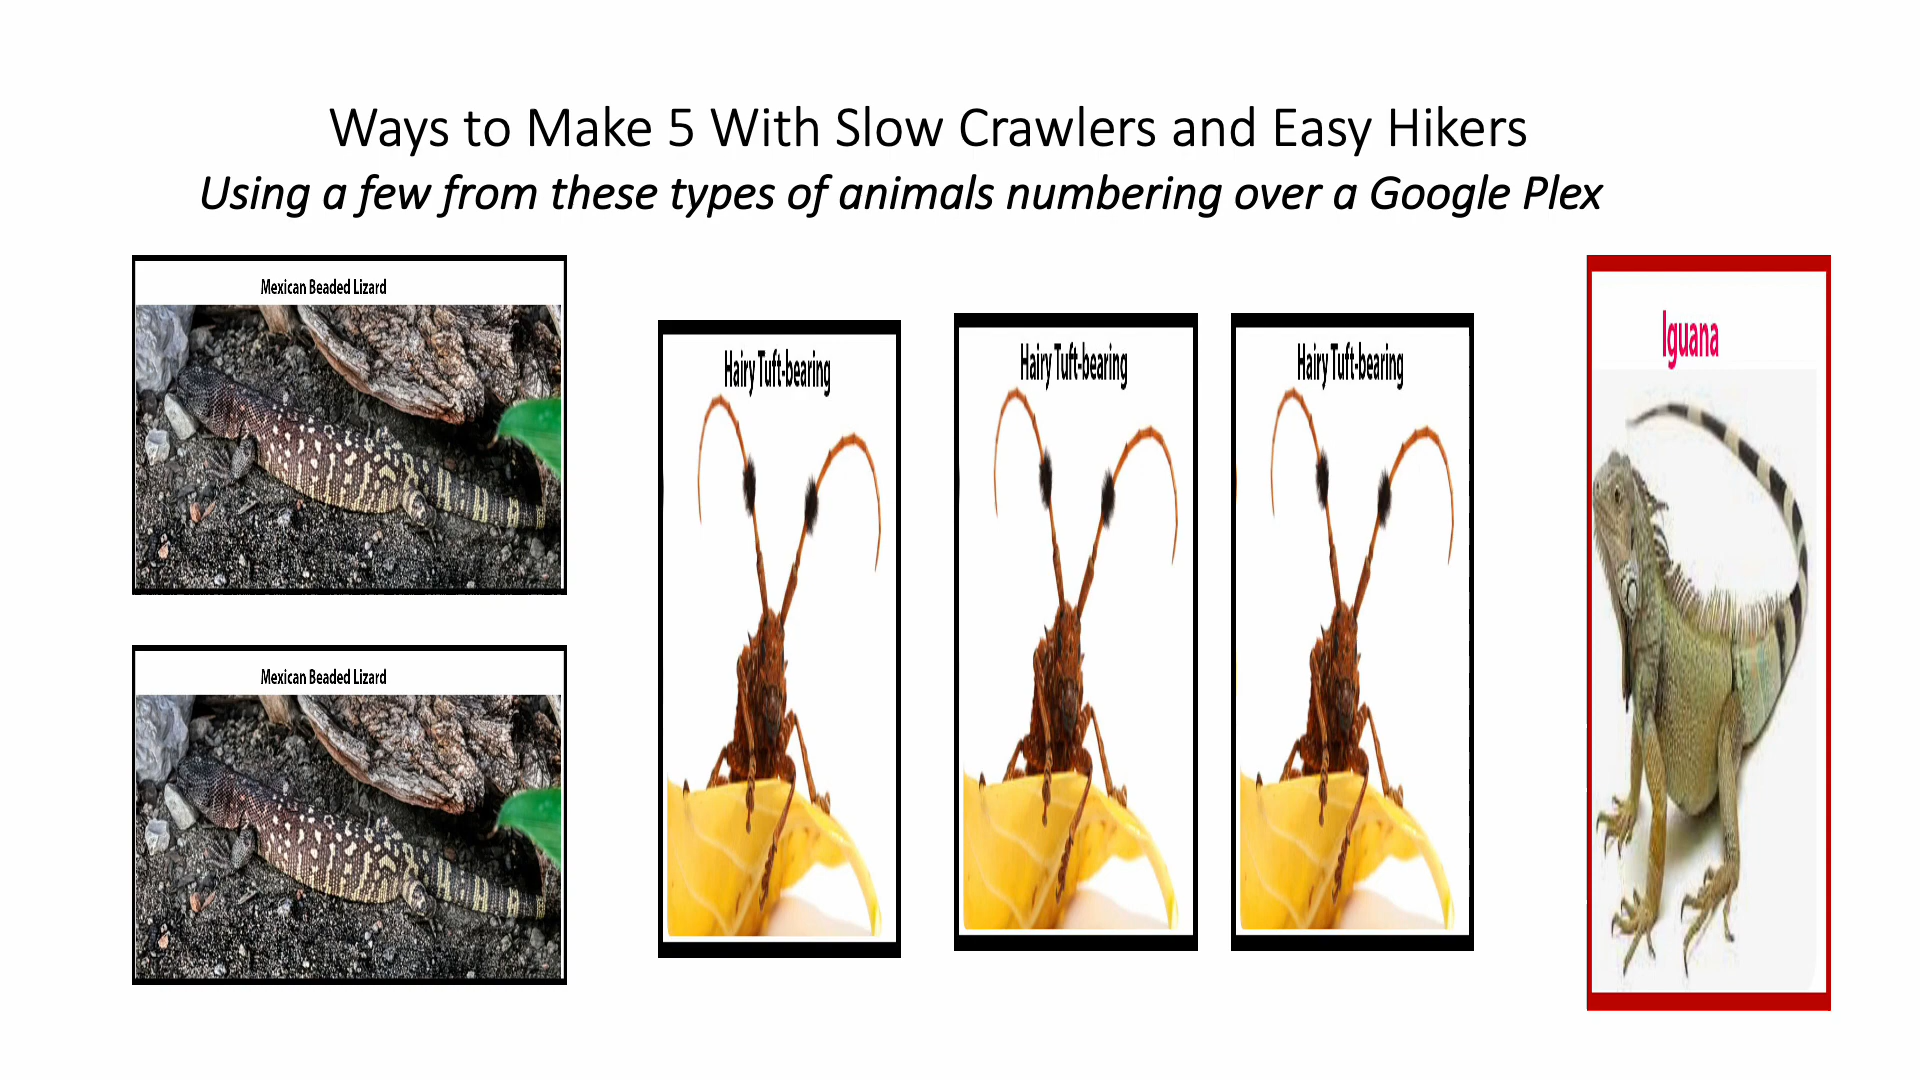 Ways to Make 5 With Slow Crawlers and Easy Hikers
Using a few from these types of animals numbering over a Google Plex
Mexican Beaded Lizard
Hairy Tuft-bearing
Hairy Tuft-bearing
Hairy Tuft-bearing
Iguana
Mexican Beaded Lizard